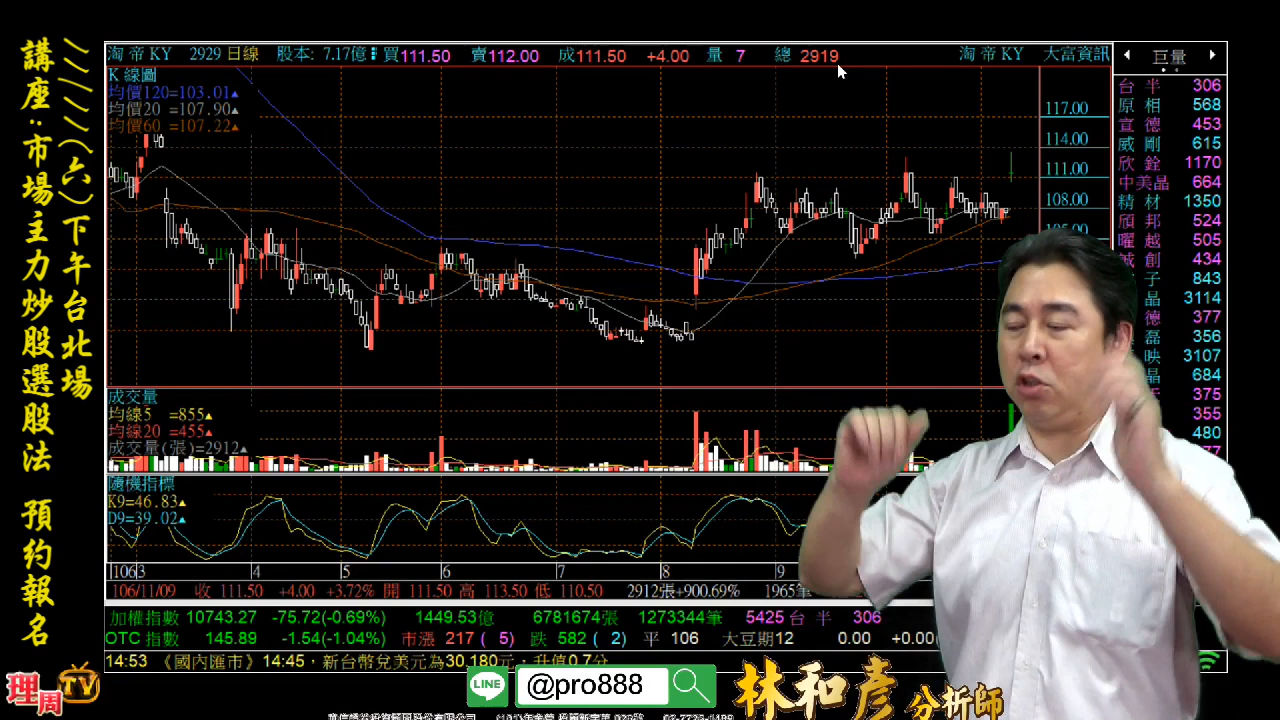 講座：市場主力炒股選股法 預約報名
(六)下午台北場
淘帝KY 2929 日線 股本: 7.17億 買111.50 賣112.00 成111.50 +4.00 量 7 總 2919 淘帝KY 大富資訊
巨量
K 線圖
均價120=103.01▲
均價20 =107.90▲
均價60 =107.22▲
117.00
114.00
111.00
108.00
105.00
台半 306
原相 568
宣德 453
威剛 615
欣銓 1170
中美晶 664
精材 1350
頎邦 524
曜越 505
誠創 434
子 843
晶 3114
德 377
磊 356
映 3107
晶 684
375
355
480
成交量
均線5 =855▲
均線20 =455▲
成交量(張)=2912▲
隨機指標
K9=46.83▲
D9=39.02▲
1063 4 5 6 7 8 9
106/11/09 收 111.50 +4.00 +3.72% 開 111.50 高 113.50 低 110.50 2912張+900.69% 1965筆
加權指數 10743.27 -75.72(-0.69%) 1449.53億 6781674張 1273344筆 5425 台半 306
OTC 指數 145.89 -1.54(-1.04%) 市漲 217 ( 5) 跌 582 ( 2) 平 106 大豆期12 0.00 +0.00
14:53 《國內匯市》14:45，新台幣兌美元為30.180元，升值0.7分
理周TV
LINE @pro888
林和彥 分析師